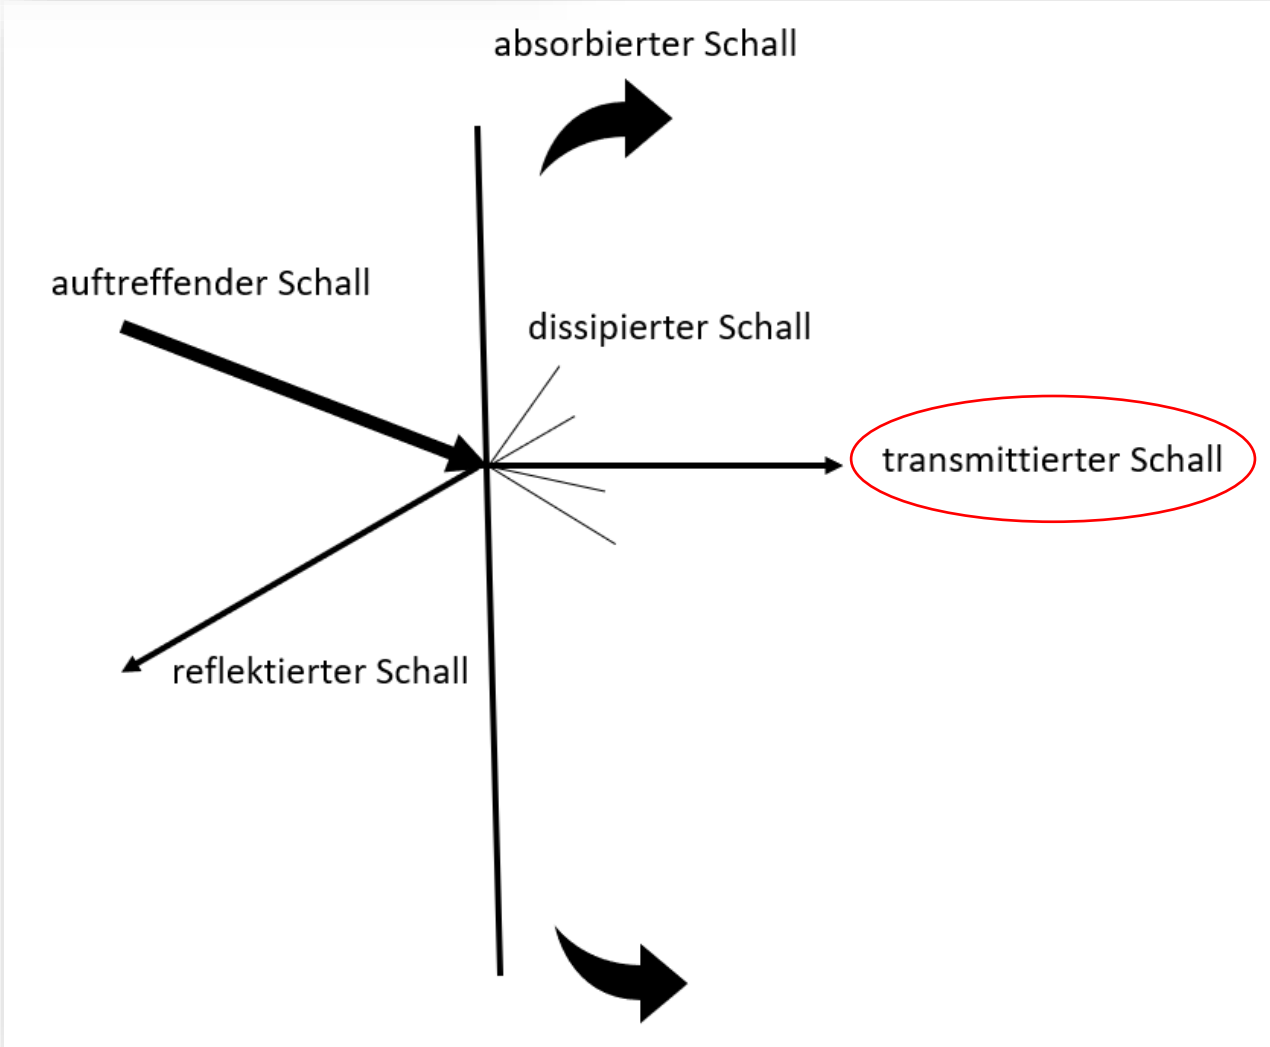 absorbierter Schall
auftreffender Schall
dissipierter Schall
transmittierter Schall
reflektierter Schall